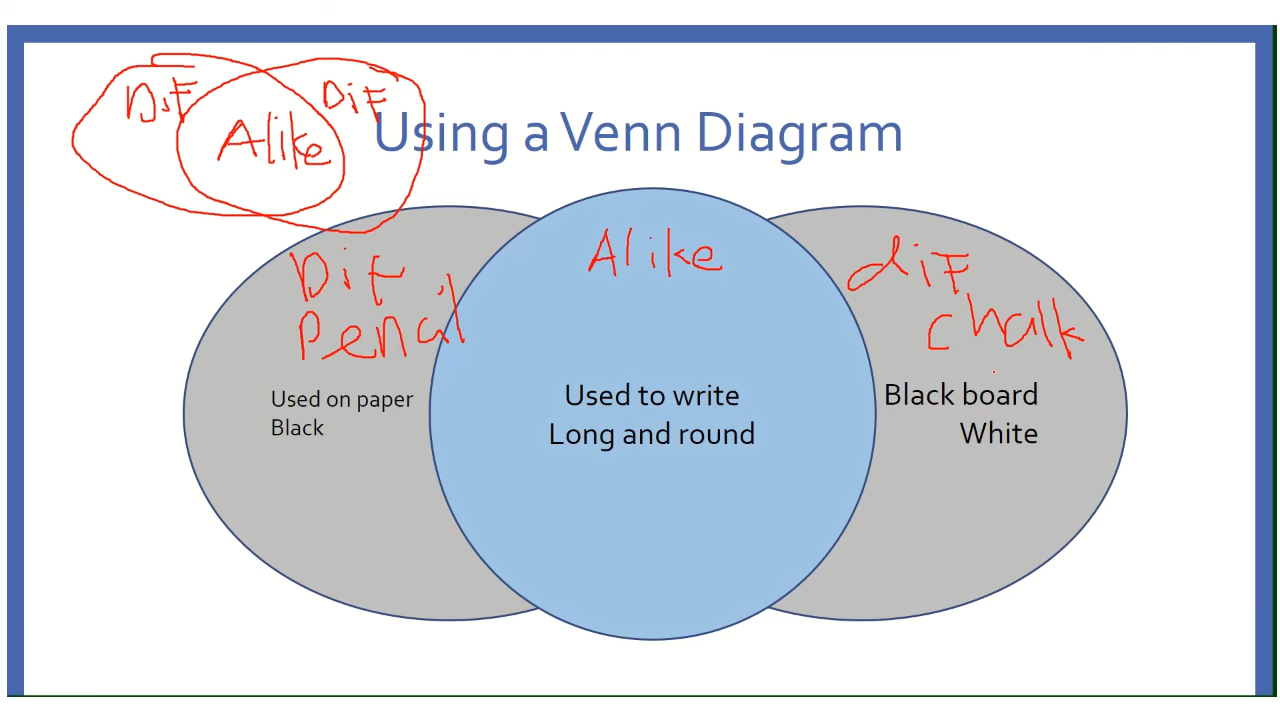 Dif
Alike
Dif
Using a Venn Diagram
Dif
Pencil
Used on paper
Black
Alike
Used to write
Long and round
dif
chalk
Black board
White